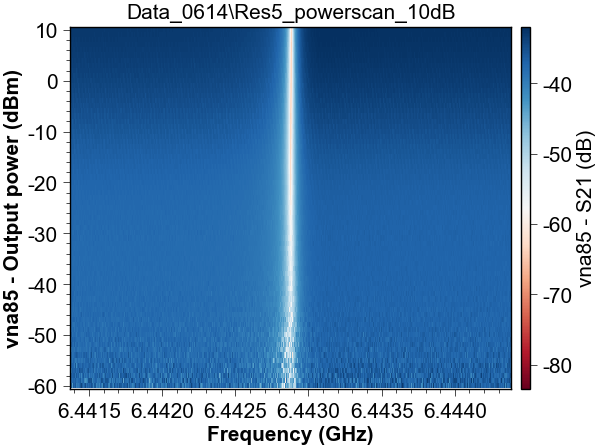 Data_0614\Res5_powerscan_10dB
vna85 - Output power (dBm)
10
0
-10
-20
-30
-40
-50
-60
6.4415 6.4420 6.4425 6.4430 6.4435 6.4440
Frequency (GHz)
-40
-50
-60
-70
-80
vna85 - S21 (dB)